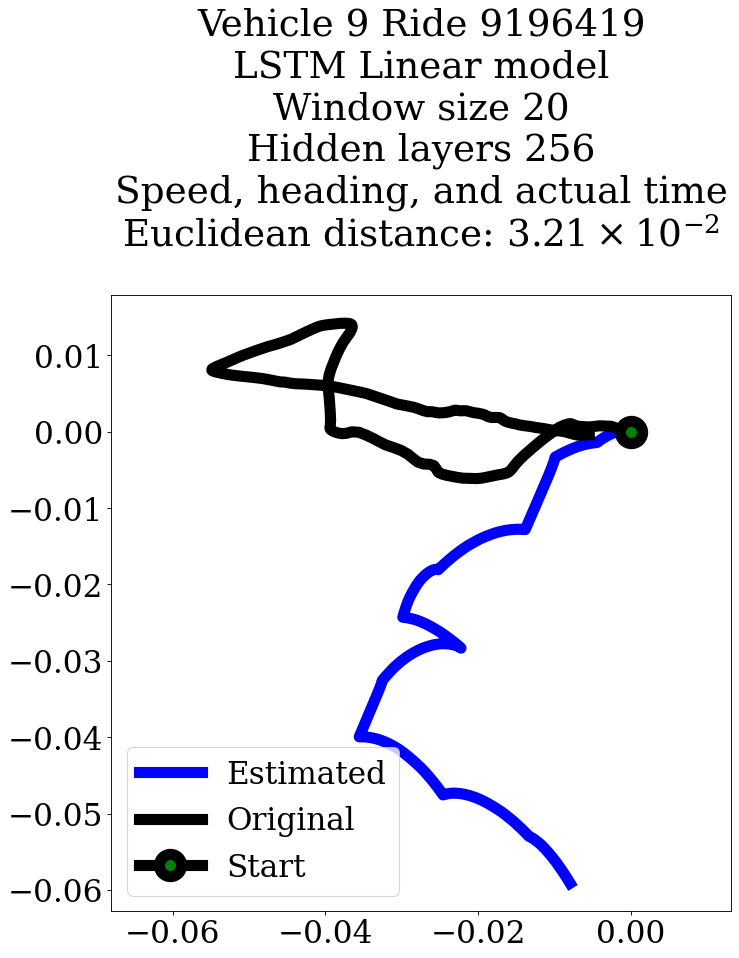 Vehicle 9 Ride 9196419
LSTM Linear model
Window size 20
Hidden layers 256
Speed, heading, and actual time
Euclidean distance: 3.21 × 10⁻²
0.01
0.00
−0.01
−0.02
−0.03
−0.04
−0.05
−0.06
Estimated
Original
Start
−0.06 −0.04 −0.02 0.00